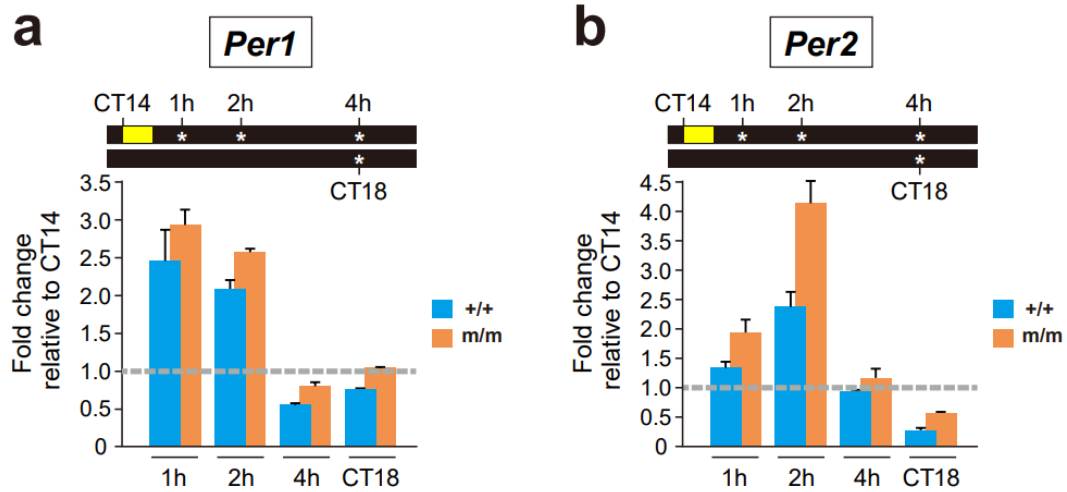 a
Per1
CT14 1h 2h 4h
* * *
*
CT18
Fold change
relative to CT14
3.5
3.0
2.5
2.0
1.5
1.0
0.5
0
1h 2h 4h CT18
+/+
m/m
b
Per2
CT14 1h 2h 4h
* * *
*
CT18
Fold change
relative to CT14
4.5
4.0
3.5
3.0
2.5
2.0
1.5
1.0
0.5
0
1h 2h 4h CT18
+/+
m/m